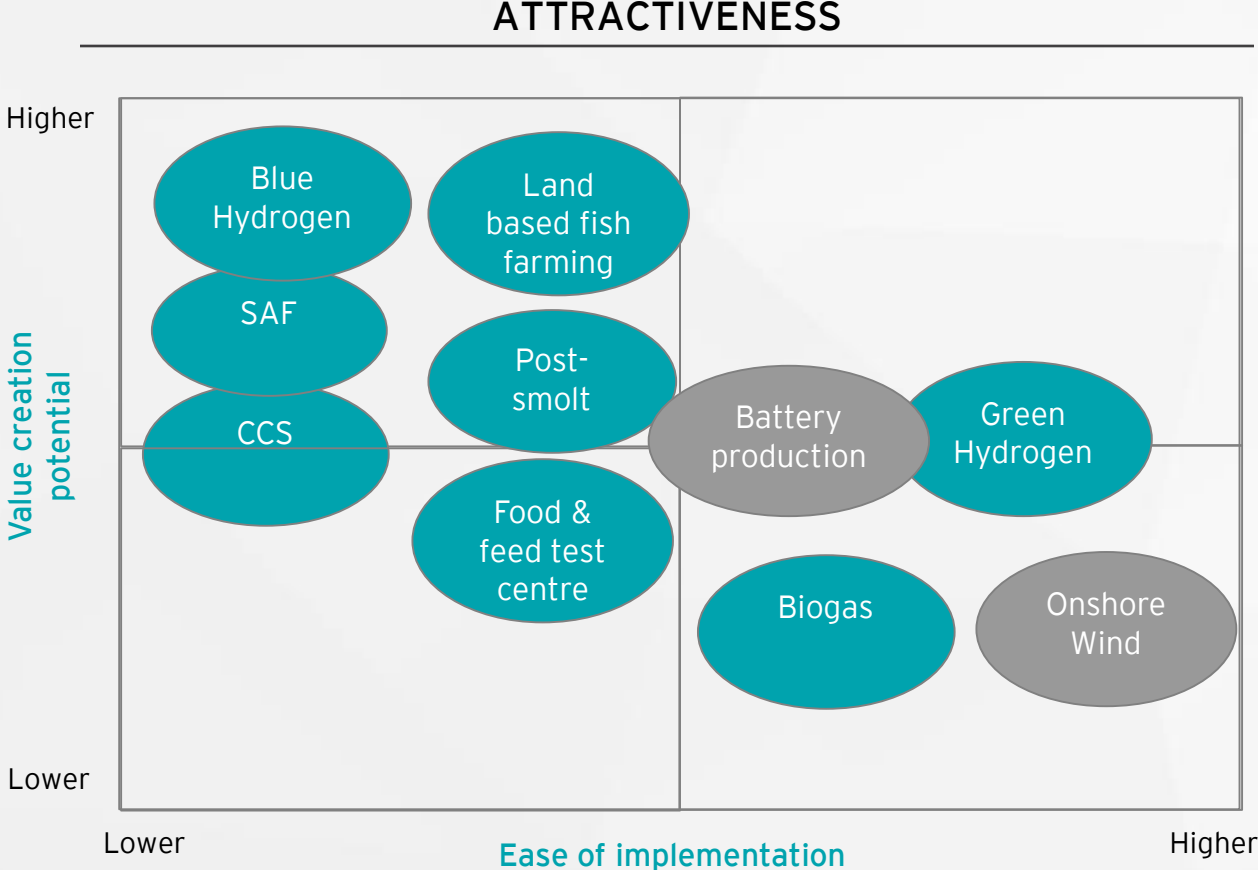 ATTRACTIVENESS
Higher
Blue
Hydrogen
Land
based fish
farming
SAF
Post-
smolt
CCS
Battery
production
Green
Hydrogen
Food &
feed test
centre
Biogas
Onshore
Wind
Value creation
potential
Lower
Lower
Ease of implementation
Higher